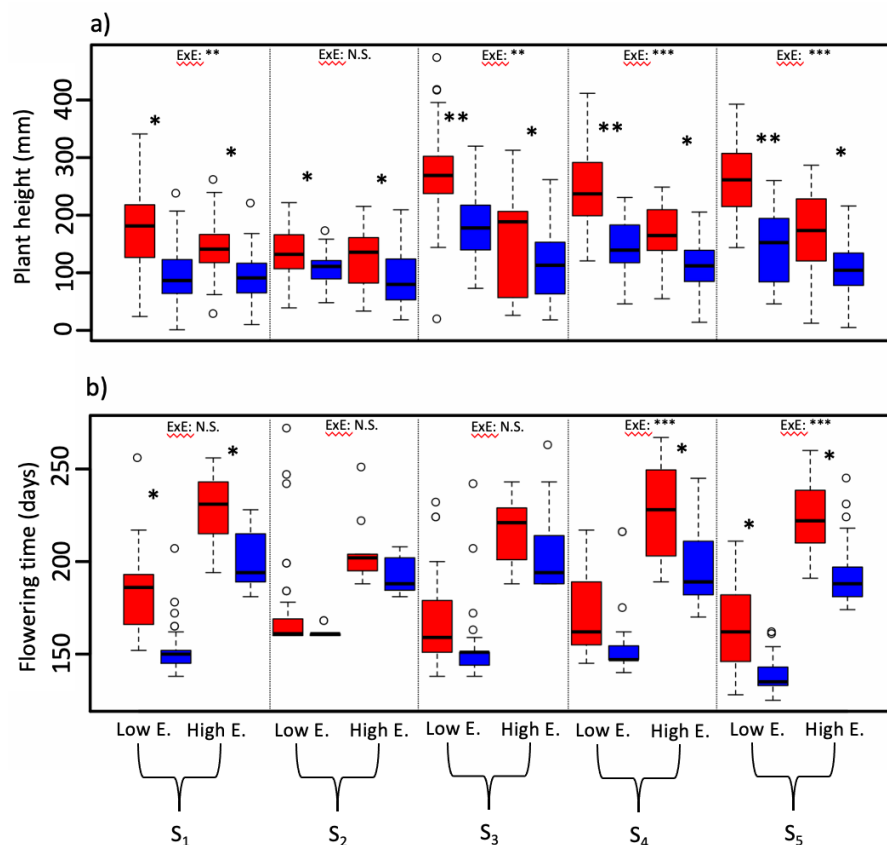 a)
ExE: **
ExE: N.S.
ExE: **
ExE: ***
ExE: ***
Plant height (mm)
400
300
200
100
0
* * * * ** * ** * ** *
b)
ExE: N.S.
ExE: N.S.
ExE: N.S.
ExE: ***
ExE: ***
Flowering time (days)
250
200
150
* * * * *
Low E. High E. Low E. High E. Low E. High E. Low E. High E. Low E. High E.
S1 S2 S3 S4 S5